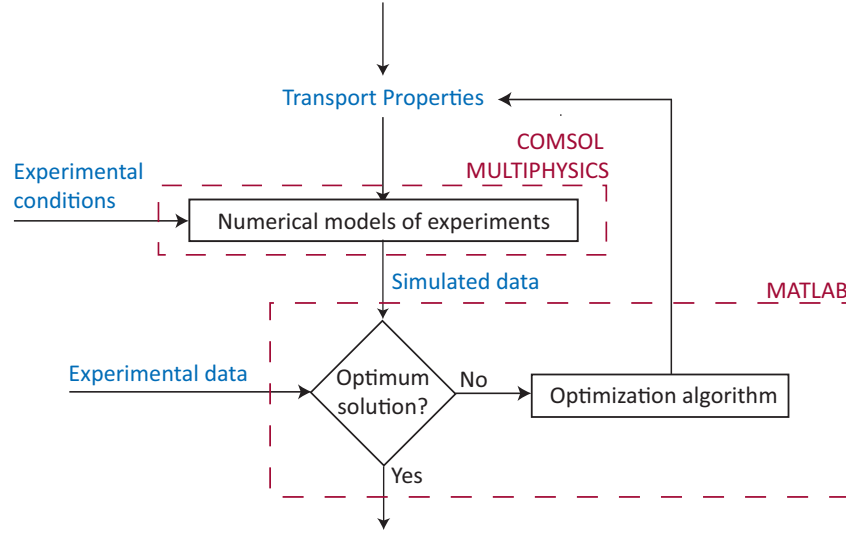 Transport Properties
COMSOL
MULTIPHYSICS
Experimental
conditions
Numerical models of experiments
Simulated data
MATLAB
Experimental data
Optimum
solution?
No
Optimization algorithm
Yes